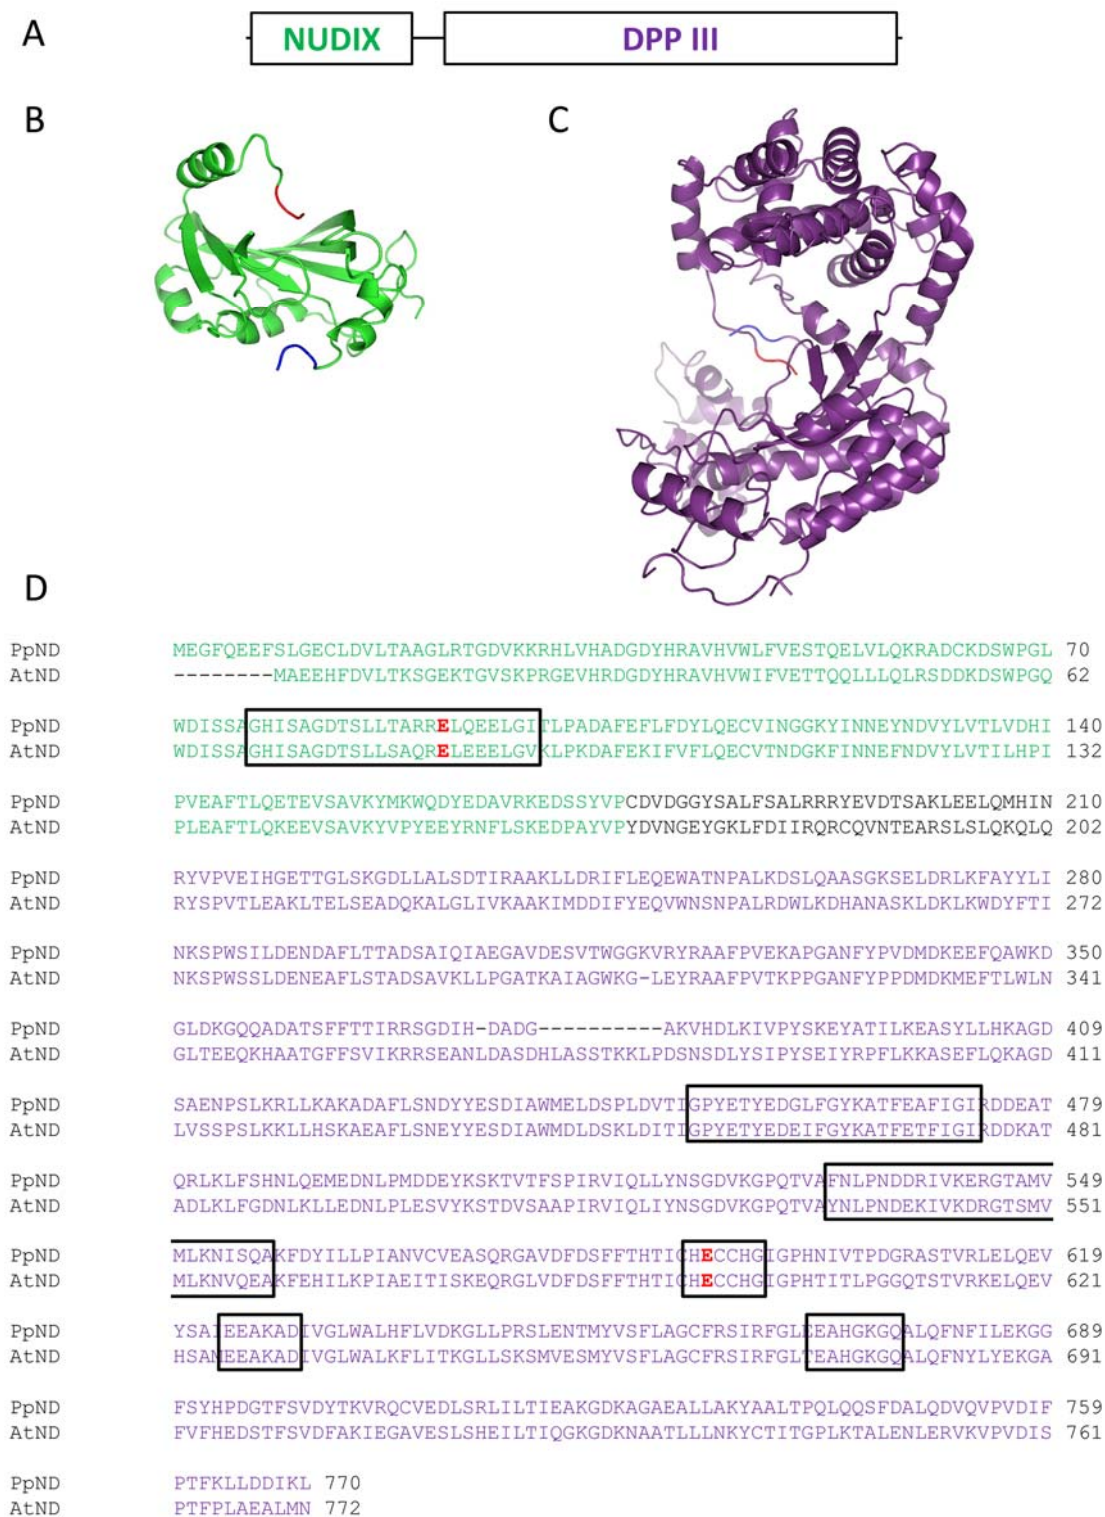 A
NUDIX DPP III
B
C
D
PpND MEGFQEEFSLGECLDVLTAAGLRTGDVKKRHLVHADGDYHRAVHVWLFVESTQELVLQKRADCKDSWPGL 70
AtND --------MAEEHFDVLTKSGEKTGVSKPRGEVHRDGDYHRAVHVWIFVETTQQLLLQLRSDDKDSWPGQ 62
PpND WDISSAGHISAGDTSLLTARRELQEELGITLPADAFEFLFDYLQECVINGGKYINNEYNDVYLVTLVDHI 140
AtND WDISSAGHISAGDTSLLSAQRELEEELGVKLPKDAFEKIFVFLQECVTNDGKFINNEFNDVYLVTILHPI 132
PpND PVEAFTLQETEVSAVKYMKWQDYEDAVRKEDSSYVPCDVDGGYSALFSALRRRYEVDTSAKLEELQMHIN 210
AtND PLEAFTLQKEEVSAVKYVPYEEYRNFLSKEDPAYVPYDVNGEYGKLFDIIRQRCQVNTEARSLSLQKQLQ 202
PpND RYVPVEIHGETTGLSKGDLLALSDTIRAAKLLDRIFLEQEWATNPALKDSLQAASGKSELDRLKFAYYLI 280
AtND RYSPVTLEAKLTELSEADQKALGLIVKAAKIMDDIFYEQVWNSNPALRDWLKDHANASKLDKLKWDYFTI 272
PpND NKSPWSILDENDAFLTTADSAIQIAEGAVDESVTWGGKVRYRAAFPVEKAPGANFYPVDMDKEEFQAWKD 350
AtND NKSPWSSLDENEAFLSTADSAVKLLPGATKAIAGWKG-LEYRAAFPVTKPPGANFYPPDMDKMEFTLWLN 341
PpND GLDKGQQADATSFFTTIRRSGDIH-DADG----------AKVHDLKIVPYSKEYATILKEASYLLHKAGD 409
AtND GLTEEQKHAATGFFSVIKRRSEANLDASDHLASSTKKLPDSNSDLYSIPYSEIYRPFLKKASEFLQKAGD 411
PpND SAENPSLKRLLKAKADAFLSNDYYESDIAWMELDSPLDVTIGPYETYEDGLFGYKATFEAFIGIRDDEAT 479
AtND LVSSPSLKKLLHSKAEAFLSNEYYESDIAWMDLDSKLDITIGPYETYEDEIFGYKATFETFIGIRDDKAT 481
PpND QRLKLFSHNLQEMEDNLPMDDEYKSKTVTFSPIRVIQLLYNSGDVKGPQTVAFNLPNDDRIVKERGTAMV 549
AtND ADLKLFGDNLKLLEDNLPLESVYKSTDVSAAPIRVIQLIYNSGDVKGPQTVAYNLPNDEKIVKDRGTSMV 551
PpND MLKNISQAKFDYILLPIANVCVEASQRGAVDFDSFFTHTICHECCHGIGPHNIVTPDGRASTVRLELQEV 619
AtND MLKNVQEAKFEHILKPIAEITISKEQRGLVDFDSFFTHTICHECCHGIGPHTITLPGGQTSTVRKELQEV 621
PpND YSAIEEAKADIVGLWALHFLVDKGLLPRSLENTMYVSFLAGCFRSIRFGLEEAHGKGQALQFNFILEKGG 689
AtND HSAMEEAKADIVGLWALKFLITKGLLSKSMVESMYVSFLAGCFRSIRFGLTEAHGKGQALQFNYLYEKGA 691
PpND FSYHPDGTFSVDYTKVRQCVEDLSRLILTIEAKGDKAGAEALLAKYAALTPQLQQSFDALQDVQVPVDIF 759
AtND FVFHEDSTFSVDFAKIEGAVESLSHEILTIQGKGDKNAATLLLNKYCTITGPLKTALENLERVKVPVDIS 761
PpND PTFKLLDDIKL 770
AtND PTFPLAEALMN 772